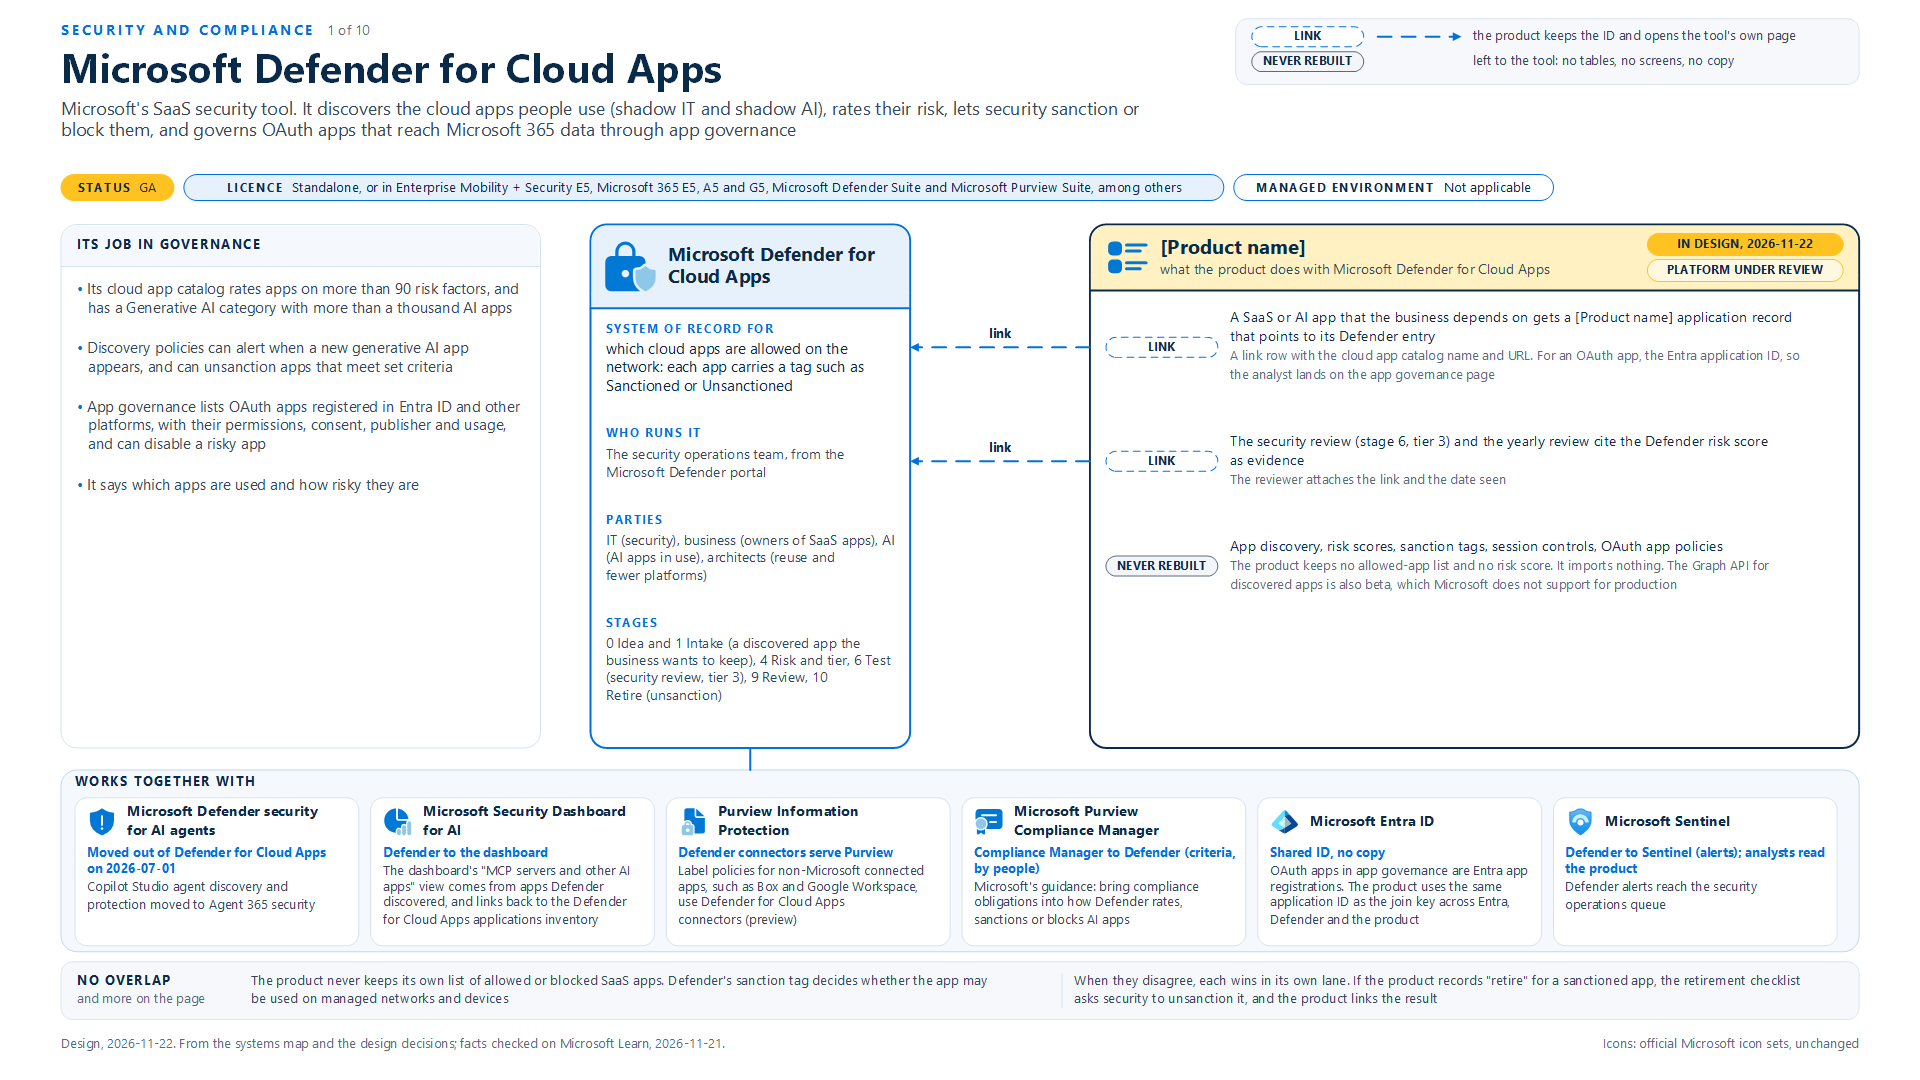 SECURITY AND COMPLIANCE 1 of 10
Microsoft Defender for Cloud Apps
Microsoft's SaaS security tool. It discovers the cloud apps people use (shadow IT and shadow AI), rates their risk, lets security sanction or
block them, and governs OAuth apps that reach Microsoft 365 data through app governance
LINK the product keeps the ID and opens the tool's own page
NEVER REBUILT left to the tool: no tables, no screens, no copy
STATUS GA
LICENCE Standalone, or in Enterprise Mobility + Security E5, Microsoft 365 E5, A5 and G5, Microsoft Defender Suite and Microsoft Purview Suite, among others
MANAGED ENVIRONMENT Not applicable
ITS JOB IN GOVERNANCE
• Its cloud app catalog rates apps on more than 90 risk factors, and
has a Generative AI category with more than a thousand AI apps
• Discovery policies can alert when a new generative AI app
appears, and can unsanction apps that meet set criteria
• App governance lists OAuth apps registered in Entra ID and other
platforms, with their permissions, consent, publisher and usage,
and can disable a risky app
• It says which apps are used and how risky they are
Microsoft Defender for
Cloud Apps
SYSTEM OF RECORD FOR
which cloud apps are allowed on the
network: each app carries a tag such as
Sanctioned or Unsanctioned
WHO RUNS IT
The security operations team, from the
Microsoft Defender portal
PARTIES
IT (security), business (owners of SaaS apps), AI
(AI apps in use), architects (reuse and
fewer platforms)
STAGES
0 Idea and 1 Intake (a discovered app the
business wants to keep), 4 Risk and tier, 6 Test
(security review, tier 3), 9 Review, 10
Retire (unsanction)
link
link
[Product name]
what the product does with Microsoft Defender for Cloud Apps
IN DESIGN, 2026-11-22
PLATFORM UNDER REVIEW
LINK
A SaaS or AI app that the business depends on gets a [Product name] application record
that points to its Defender entry
A link row with the cloud app catalog name and URL. For an OAuth app, the Entra application ID, so
the analyst lands on the app governance page
LINK
The security review (stage 6, tier 3) and the yearly review cite the Defender risk score
as evidence
The reviewer attaches the link and the date seen
NEVER REBUILT
App discovery, risk scores, sanction tags, session controls, OAuth app policies
The product keeps no allowed-app list and no risk score. It imports nothing. The Graph API for
discovered apps is also beta, which Microsoft does not support for production
WORKS TOGETHER WITH
Microsoft Defender security
for AI agents
Moved out of Defender for Cloud Apps
on 2026-07-01
Copilot Studio agent discovery and
protection moved to Agent 365 security
Microsoft Security Dashboard
for AI
Defender to the dashboard
The dashboard's "MCP servers and other AI
apps" view comes from apps Defender
discovered, and links back to the Defender
for Cloud Apps applications inventory
Purview Information
Protection
Defender connectors serve Purview
Label policies for non-Microsoft connected
apps, such as Box and Google Workspace,
use Defender for Cloud Apps
connectors (preview)
Microsoft Purview
Compliance Manager
Compliance Manager to Defender (criteria,
by people)
Microsoft's guidance: bring compliance
obligations into how Defender rates,
sanctions or blocks AI apps
Microsoft Entra ID
Shared ID, no copy
OAuth apps in app governance are Entra app
registrations. The product uses the same
application ID as the join key across Entra,
Defender and the product
Microsoft Sentinel
Defender to Sentinel (alerts); analysts read
the product
Defender alerts reach the security
operations queue
NO OVERLAP
and more on the page
The product never keeps its own list of allowed or blocked SaaS apps. Defender's sanction tag decides whether the app may
be used on managed networks and devices
When they disagree, each wins in its own lane. If the product records "retire" for a sanctioned app, the retirement checklist
asks security to unsanction it, and the product links the result
Design, 2026-11-22. From the systems map and the design decisions; facts checked on Microsoft Learn, 2026-11-21.
Icons: official Microsoft icon sets, unchanged